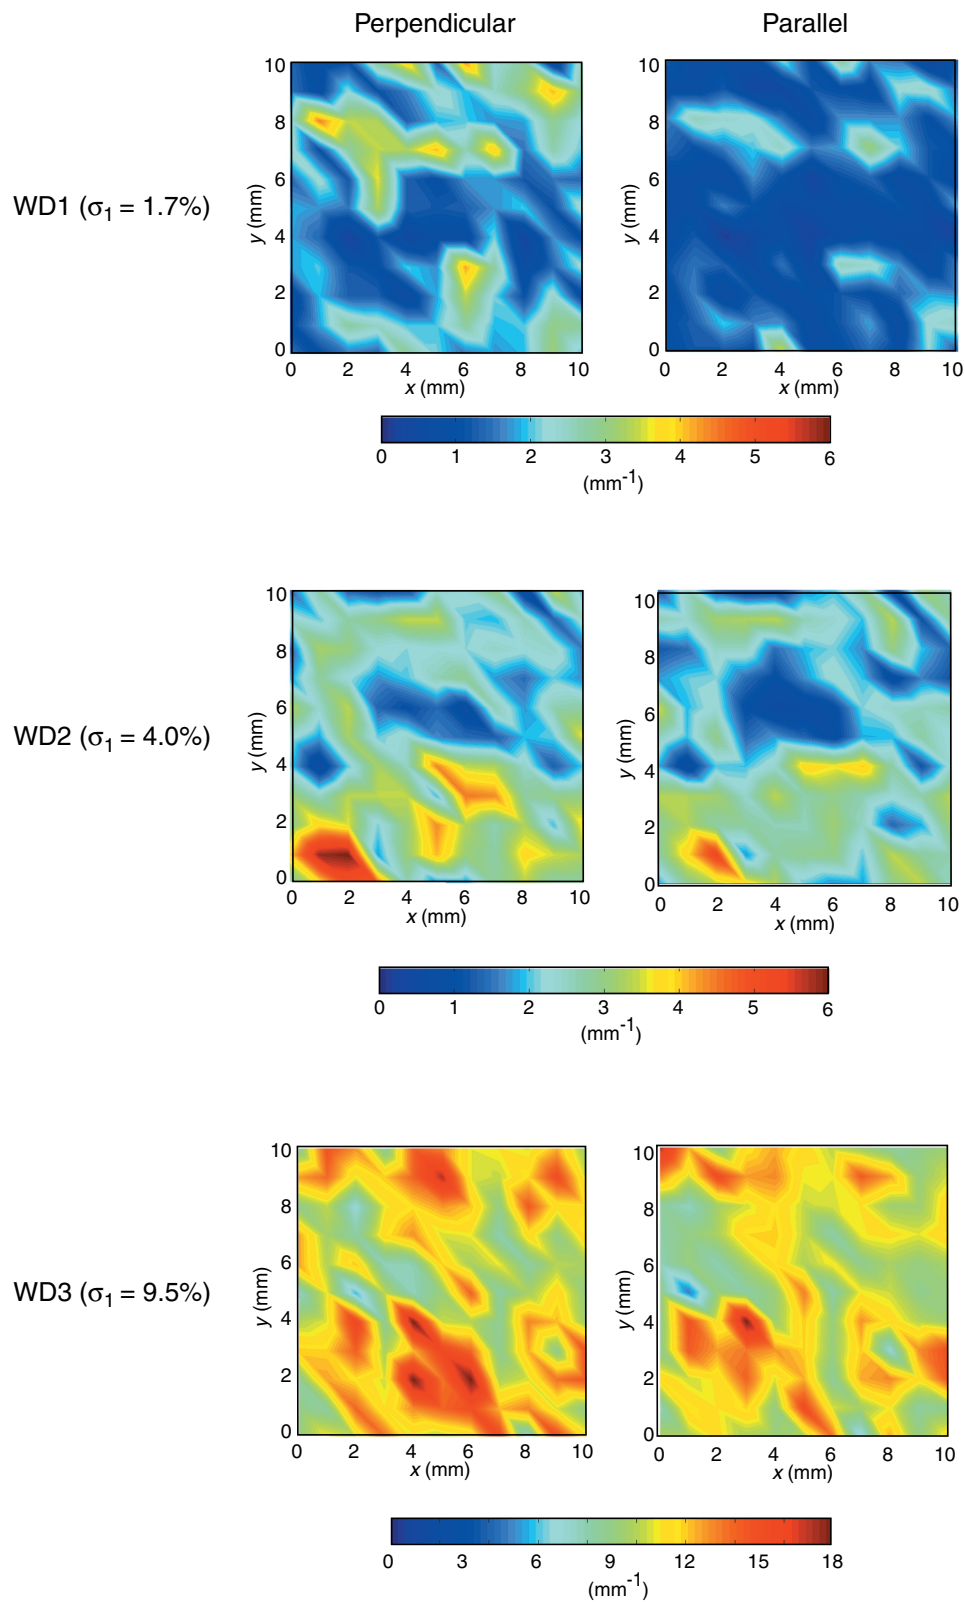 Perpendicular Parallel
WD1 (σ1 = 1.7%)
10 8 6 4 2 0
y (mm)
0 2 4 6 8 10
x (mm)
10 8 6 4 2 0
y (mm)
0 2 4 6 8 10
x (mm)
0 1 2 3 4 5 6
(mm-1)
WD2 (σ1 = 4.0%)
10 8 6 4 2 0
y (mm)
0 2 4 6 8 10
x (mm)
10 8 6 4 2 0
y (mm)
0 2 4 6 8 10
x (mm)
0 1 2 3 4 5 6
(mm-1)
WD3 (σ1 = 9.5%)
10 8 6 4 2 0
y (mm)
0 2 4 6 8 10
x (mm)
10 8 6 4 2 0
y (mm)
0 2 4 6 8 10
x (mm)
0 3 6 9 12 15 18
(mm-1)